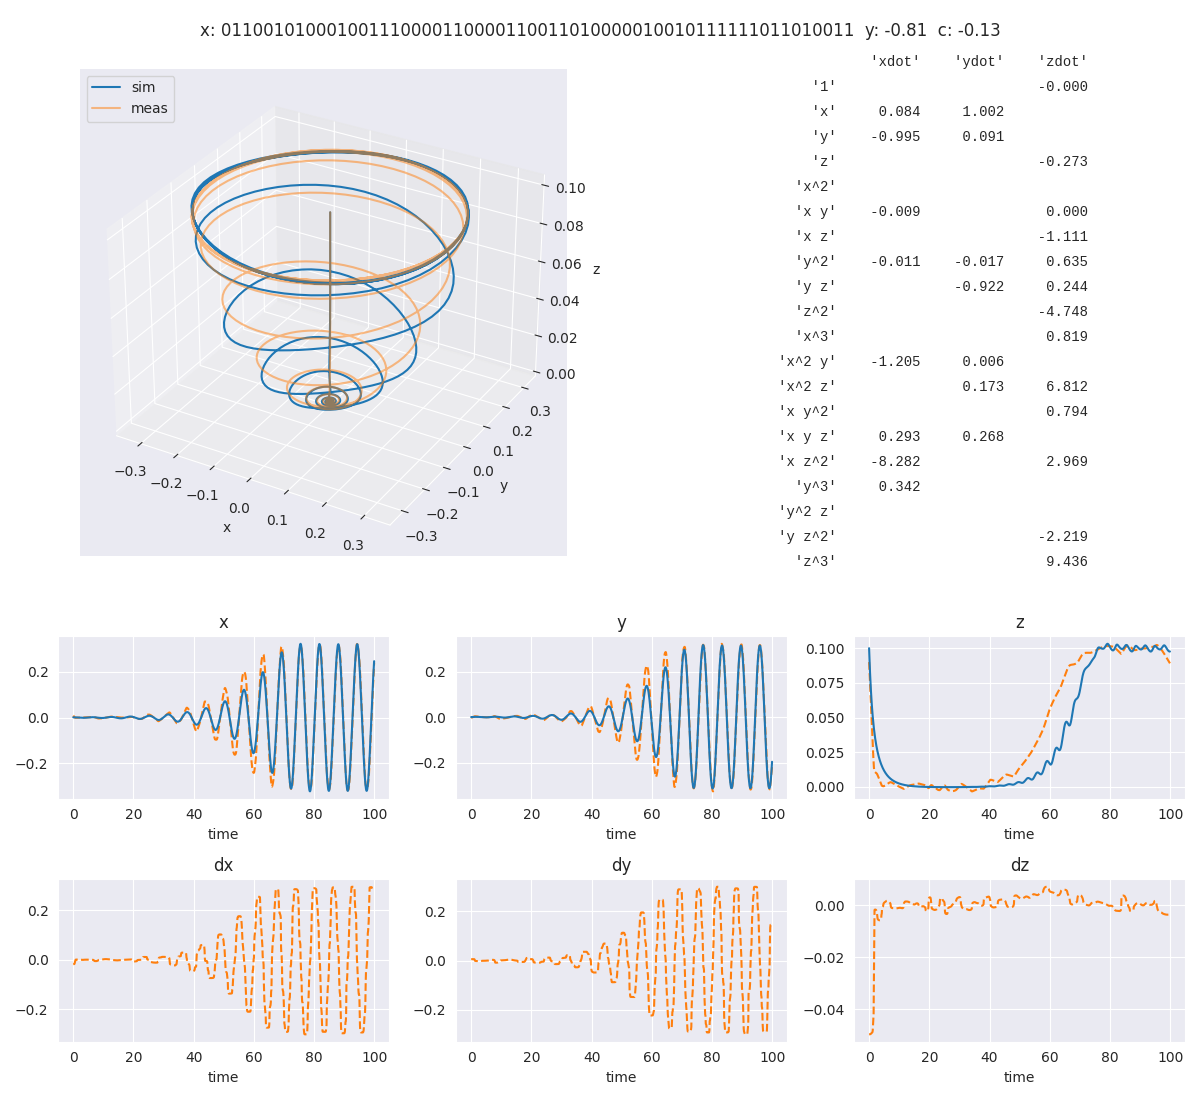 x: 011001010001001110000110000110011010000010010111111011010011  y: -0.81  c: -0.13
sim
meas
0.10
0.08
0.06
0.04
0.02
0.00
z
−0.3
−0.2
−0.1
0.0
0.1
0.2
0.3
x
−0.3
−0.2
−0.1
0.0
0.1
0.2
0.3
y
'xdot' 'ydot' 'zdot'
'1' -0.000
'x' 0.084 1.002
'y' -0.995 0.091
'z' -0.273
'x^2'
'x y' -0.009 0.000
'x z' -1.111
'y^2' -0.011 -0.017 0.635
'y z' -0.922 0.244
'z^2' -4.748
'x^3' 0.819
'x^2 y' -1.205 0.006
'x^2 z' 0.173 6.812
'x y^2' 0.794
'x y z' 0.293 0.268
'x z^2' -8.282 2.969
'y^3' 0.342
'y^2 z'
'y z^2' -2.219
'z^3' 9.436
x
0.2
0.0
−0.2
0 20 40 60 80 100
time
y
0.2
0.0
−0.2
0 20 40 60 80 100
time
z
0.100
0.075
0.050
0.025
0.000
0 20 40 60 80 100
time
dx
0.2
0.0
−0.2
0 20 40 60 80 100
time
dy
0.2
0.0
−0.2
0 20 40 60 80 100
time
dz
0.00
−0.02
−0.04
0 20 40 60 80 100
time